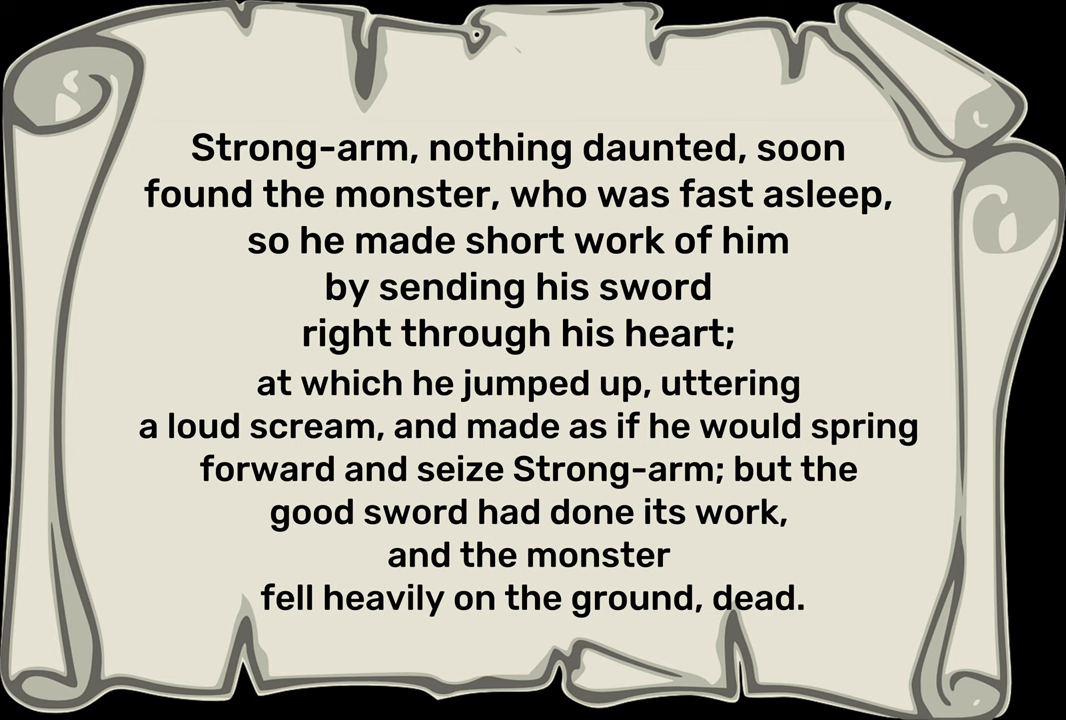 Strong-arm, nothing daunted, soon
found the monster, who was fast asleep,
so he made short work of him
by sending his sword
right through his heart;
at which he jumped up, uttering
a loud scream, and made as if he would spring
forward and seize Strong-arm; but the
good sword had done its work,
and the monster
fell heavily on the ground, dead.